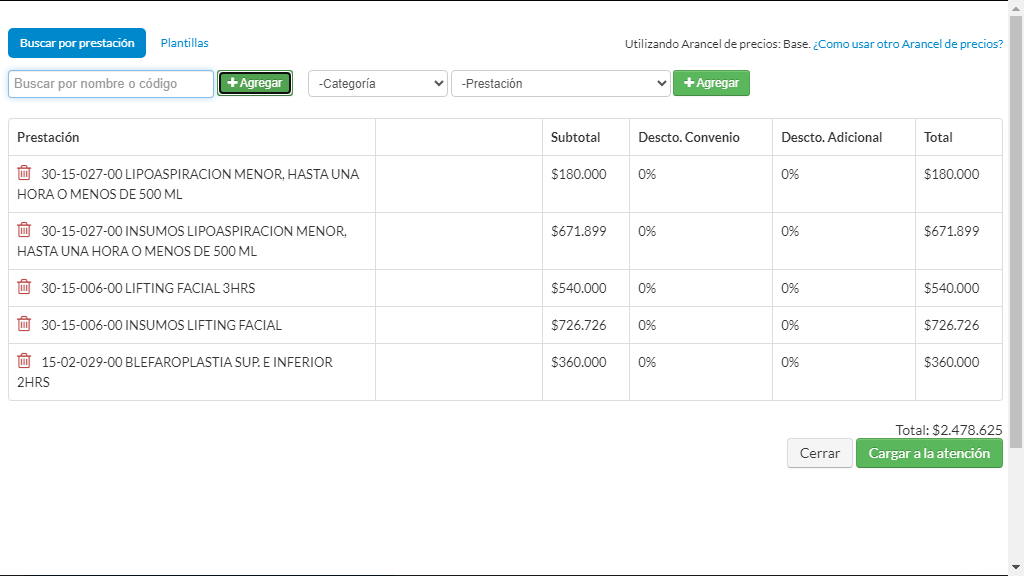 Buscar por prestación Plantillas Utilizando Arancel de precios: Base. ¿Como usar otro Arancel de precios?
Buscar por nombre o código Agregar -Categoría -Prestación Agregar
Prestación Subtotal Descto. Convenio Descto. Adicional Total
30-15-027-00 LIPOASPIRACION MENOR, HASTA UNA $180.000 0% 0% $180.000
HORA O MENOS DE 500 ML
30-15-027-00 INSUMOS LIPOASPIRACION MENOR, $671.899 0% 0% $671.899
HASTA UNA HORA O MENOS DE 500 ML
30-15-006-00 LIFTING FACIAL 3HRS $540.000 0% 0% $540.000
30-15-006-00 INSUMOS LIFTING FACIAL $726.726 0% 0% $726.726
15-02-029-00 BLEFAROPLASTIA SUP. E INFERIOR $360.000 0% 0% $360.000
2HRS
Total: $2.478.625
Cerrar Cargar a la atención